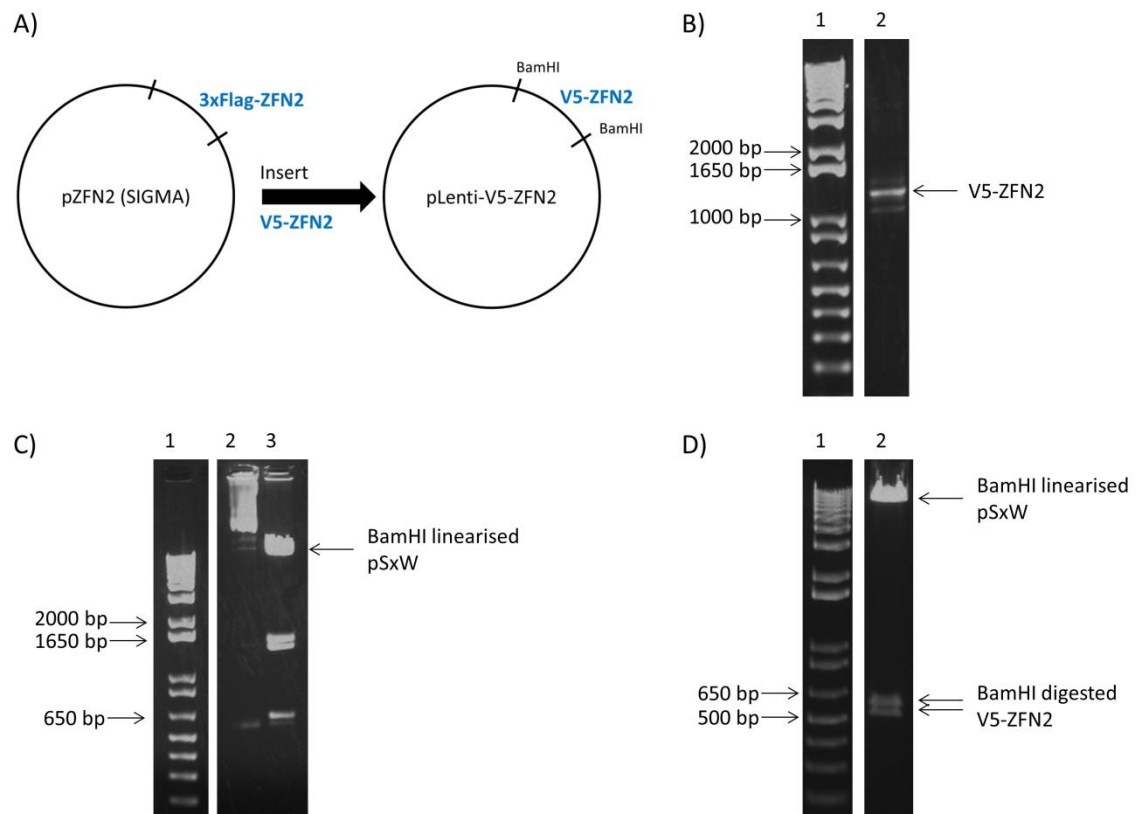 A)
BamHI
3xFlag-ZFN2
V5-ZFN2
BamHI
pZFN2 (SIGMA)
Insert
V5-ZFN2
pLenti-V5-ZFN2
B)
1 2
2000 bp
1650 bp
1000 bp
V5-ZFN2
C)
1 2 3
BamHI linearised
pSxW
2000 bp
1650 bp
650 bp
D)
1 2
BamHI linearised
pSxW
650 bp
500 bp
BamHI digested
V5-ZFN2